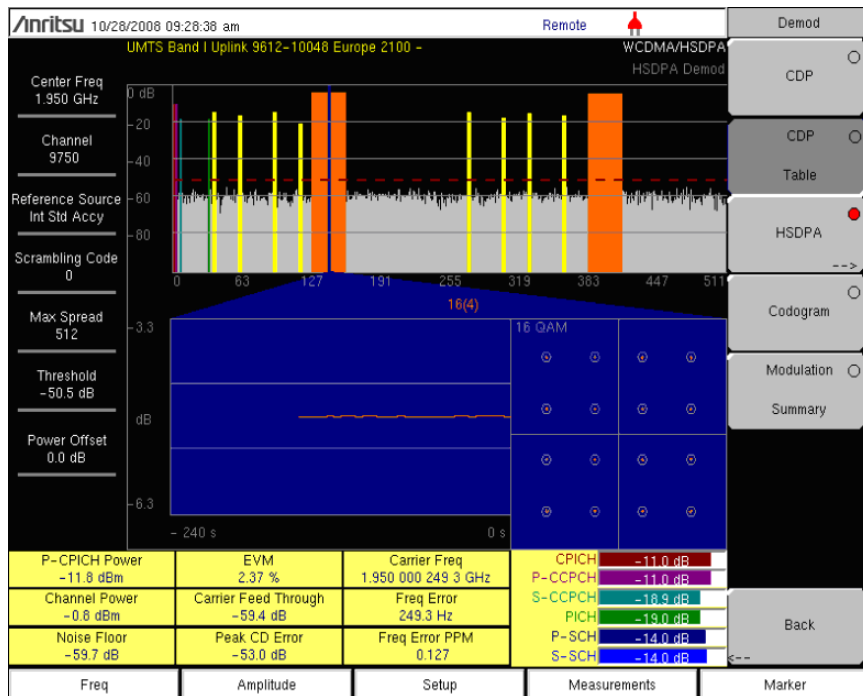 Anritsu 10/28/2008 09:28:38 am Remote
Demod
UMTS Band I Uplink 9612-10048 Europe 2100 -
WCDMA/HSDPA
HSDPA Demod
Center Freq
1.950 GHz
Channel
9750
Reference Source
Int Std Accy
Scrambling Code
0
Max Spread
512
Threshold
-50.5 dB
Power Offset
0.0 dB
0 dB
-20
-40
-60
-80
0 63 127 191 255 319 383 447 511
16(4)
-3.3
dB
-6.3
-240 s 0 s
16 QAM
CDP
CDP
Table
HSDPA
-->
Codogram
Modulation
Summary
Back
<--
P-CPICH Power
-11.8 dBm
EVM
2.37 %
Carrier Freq
1.950 000 249 3 GHz
Channel Power
-0.8 dBm
Carrier Feed Through
-59.4 dB
Freq Error
249.3 Hz
Noise Floor
-59.7 dB
Peak CD Error
-53.0 dB
Freq Error PPM
0.127
CPICH -11.0 dB
P-CCPCH -11.0 dB
S-CCPCH -18.9 dB
PICH -19.0 dB
P-SCH -14.0 dB
S-SCH -14.0 dB
Freq Amplitude Setup Measurements Marker